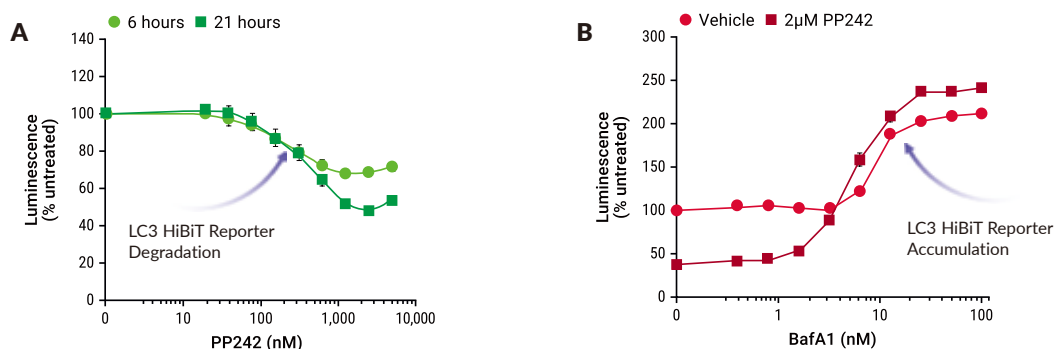 A
6 hours 21 hours
Luminescence
(% untreated)
140
120
100
80
60
40
20
0
LC3 HiBiT Reporter
Degradation
0 10 100 1,000 10,000
PP242 (nM)
B
Vehicle 2µM PP242
Luminescence
(% untreated)
300
250
200
150
100
50
0
LC3 HiBiT Reporter
Accumulation
0 1 10 100
BafA1 (nM)